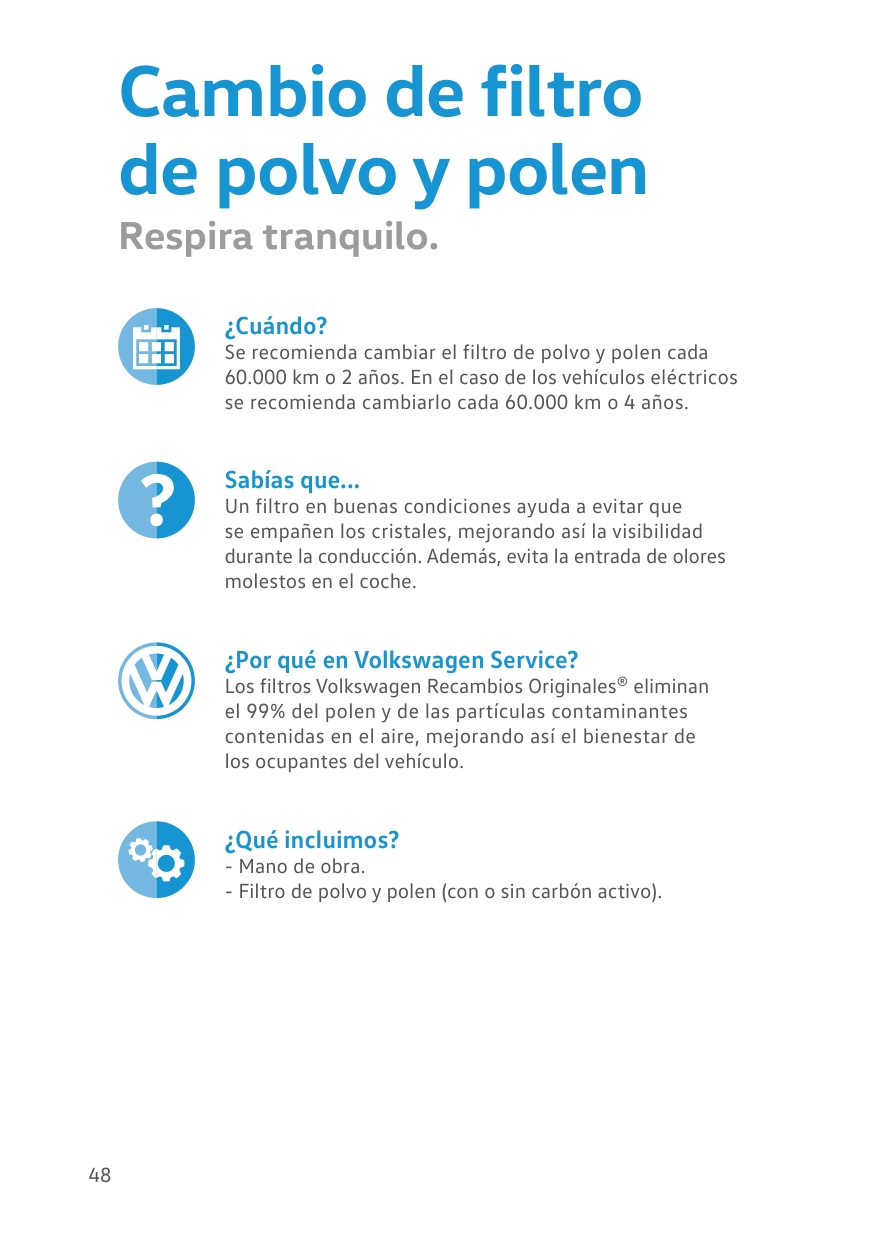 Cambio de filtro
de polvo y polen
Respira tranquilo.
¿Cuándo?
Se recomienda cambiar el filtro de polvo y polen cada
60.000 km o 2 años. En el caso de los vehículos eléctricos
se recomienda cambiarlo cada 60.000 km o 4 años.
?
Sabías que...
Un filtro en buenas condiciones ayuda a evitar que
se empañen los cristales, mejorando así la visibilidad
durante la conducción. Además, evita la entrada de olores
molestos en el coche.
¿Por qué en Volkswagen Service?
Los filtros Volkswagen Recambios Originales® eliminan
el 99% del polen y de las partículas contaminantes
contenidas en el aire, mejorando así el bienestar de
los ocupantes del vehículo.
¿Qué incluimos?
- Mano de obra.
- Filtro de polvo y polen (con o sin carbón activo).
48